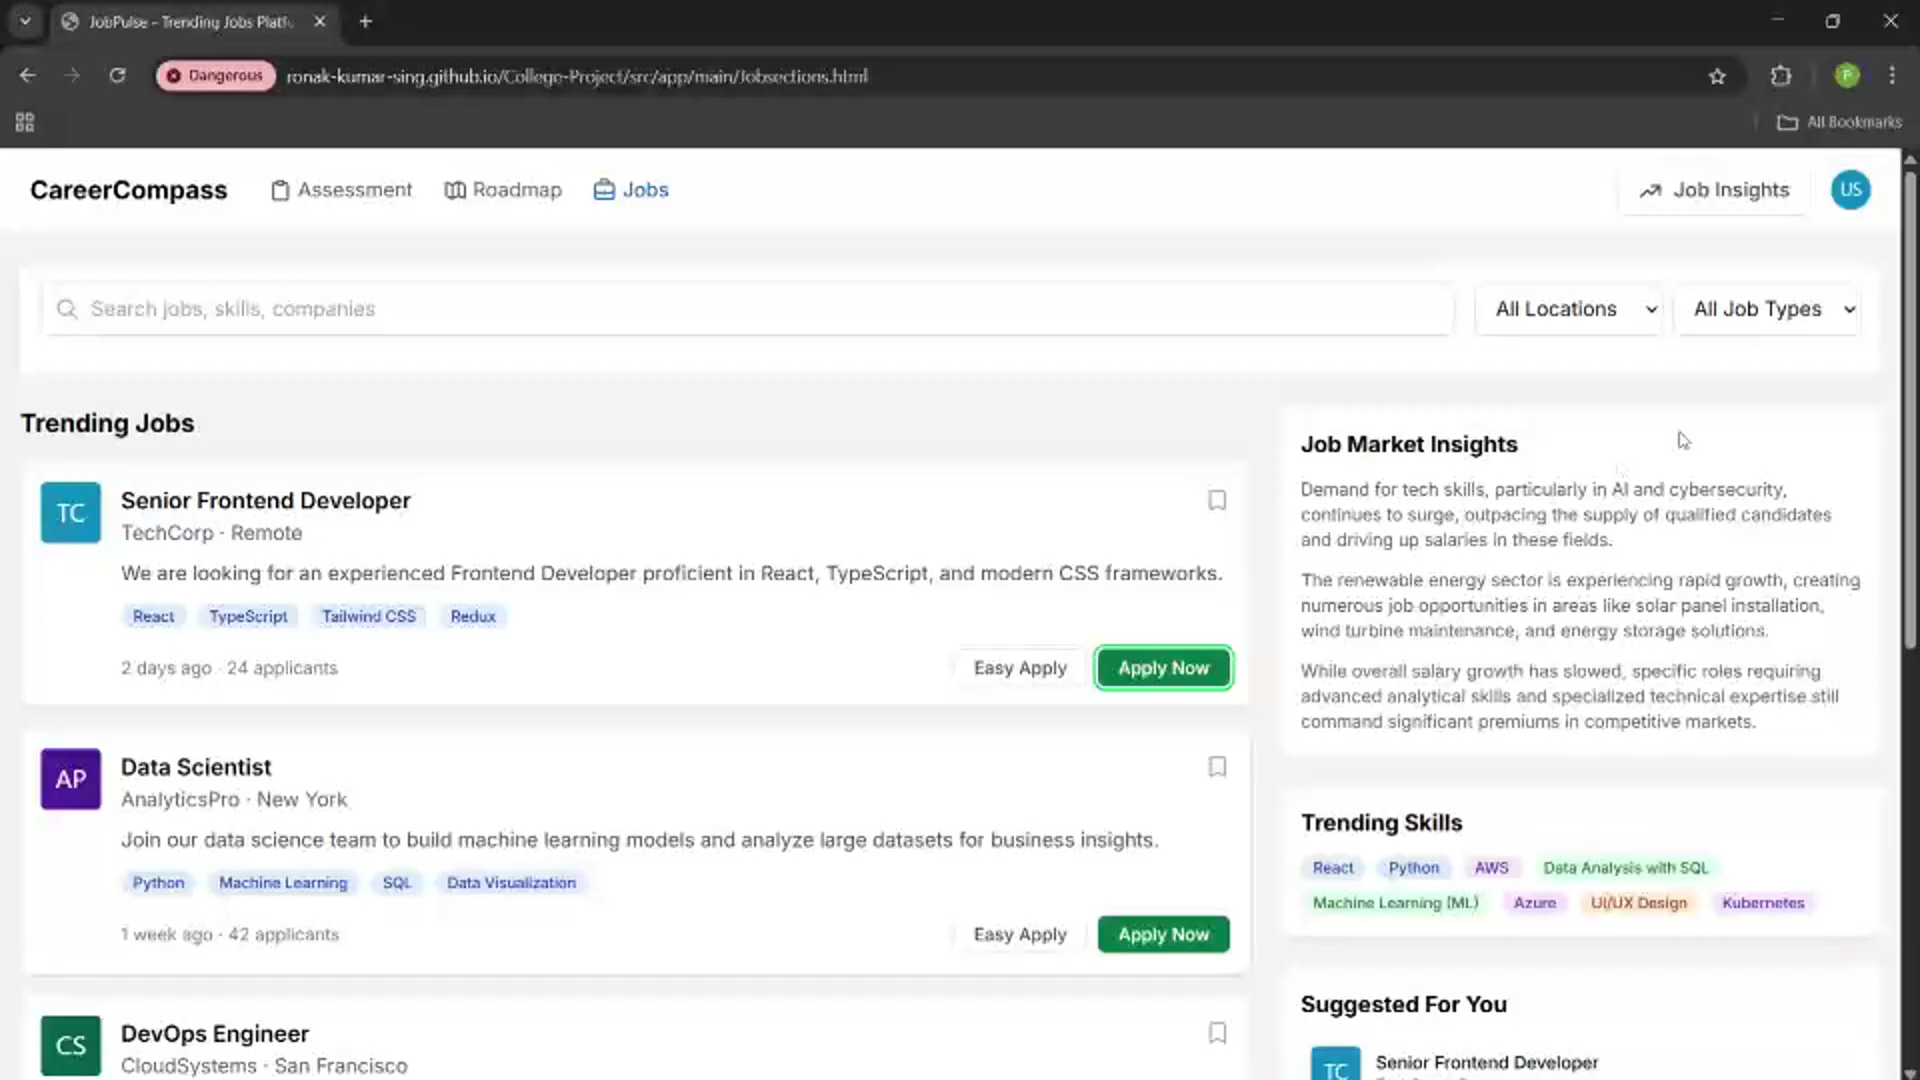 JobPulse - Trending Jobs Platf
Dangerous
ronak-kumar-sing.github.io/College-Project/src/app/main/Jobsections.html
All Bookmarks
CareerCompass
Assessment
Roadmap
Jobs
Job Insights
US
Search jobs, skills, companies
All Locations
All Job Types
Trending Jobs
TC
Senior Frontend Developer
TechCorp · Remote
We are looking for an experienced Frontend Developer proficient in React, TypeScript, and modern CSS frameworks.
React
TypeScript
Tailwind CSS
Redux
2 days ago · 24 applicants
Easy Apply
Apply Now
AP
Data Scientist
AnalyticsPro · New York
Join our data science team to build machine learning models and analyze large datasets for business insights.
Python
Machine Learning
SQL
Data Visualization
1 week ago · 42 applicants
Easy Apply
Apply Now
CS
DevOps Engineer
CloudSystems · San Francisco
Job Market Insights
Demand for tech skills, particularly in AI and cybersecurity,
continues to surge, outpacing the supply of qualified candidates
and driving up salaries in these fields.
The renewable energy sector is experiencing rapid growth, creating
numerous job opportunities in areas like solar panel installation,
wind turbine maintenance, and energy storage solutions.
While overall salary growth has slowed, specific roles requiring
advanced analytical skills and specialized technical expertise still
command significant premiums in competitive markets.
Trending Skills
React
Python
AWS
Data Analysis with SQL
Machine Learning (ML)
Azure
UI/UX Design
Kubernetes
Suggested For You
TC
Senior Frontend Developer